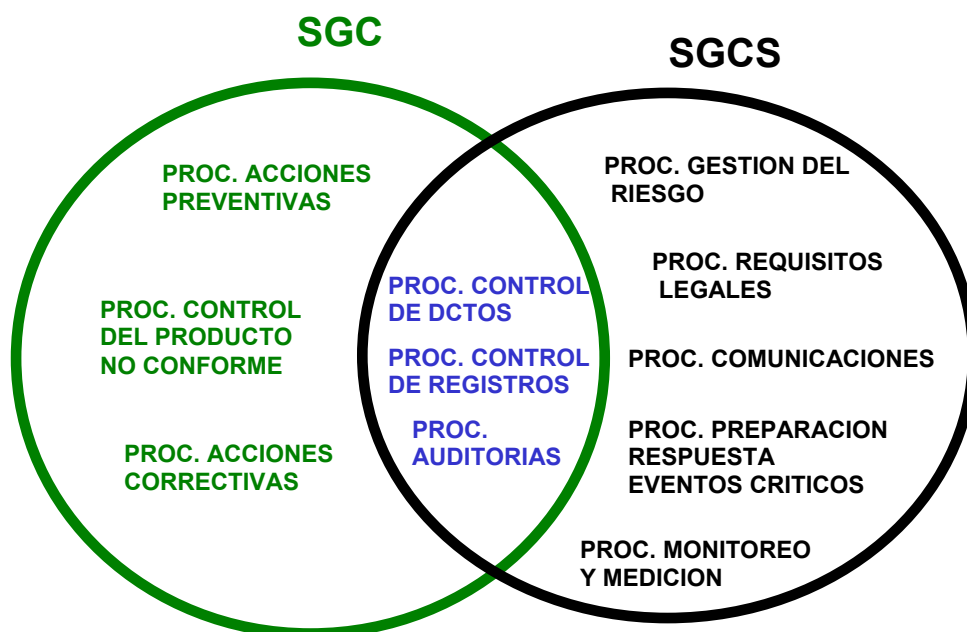 SGC
SGCS
PROC. ACCIONES
PREVENTIVAS
PROC. CONTROL
DEL PRODUCTO
NO CONFORME
PROC. ACCIONES
CORRECTIVAS
PROC. CONTROL
DE DCTOS
PROC. CONTROL
DE REGISTROS
PROC.
AUDITORIAS
PROC. GESTION DEL
RIESGO
PROC. REQUISITOS
LEGALES
PROC. COMUNICACIONES
PROC. PREPARACION
RESPUESTA
EVENTOS CRITICOS
PROC. MONITOREO
Y MEDICION